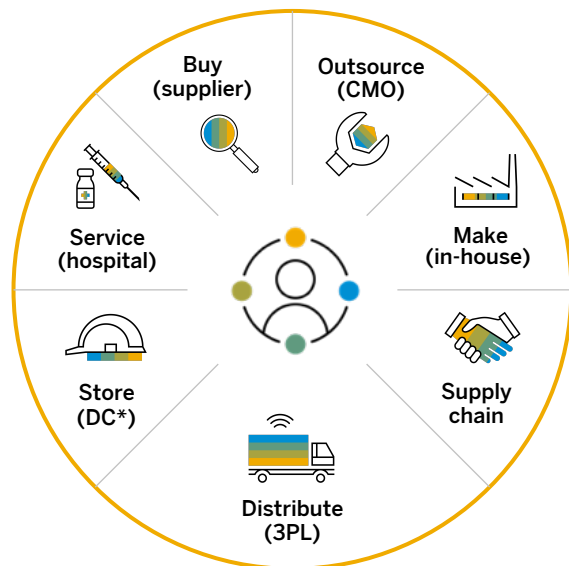 Buy
(supplier)
Outsource
(CMO)
Make
(in-house)
Supply
chain
Distribute
(3PL)
Store
(DC*)
Service
(hospital)